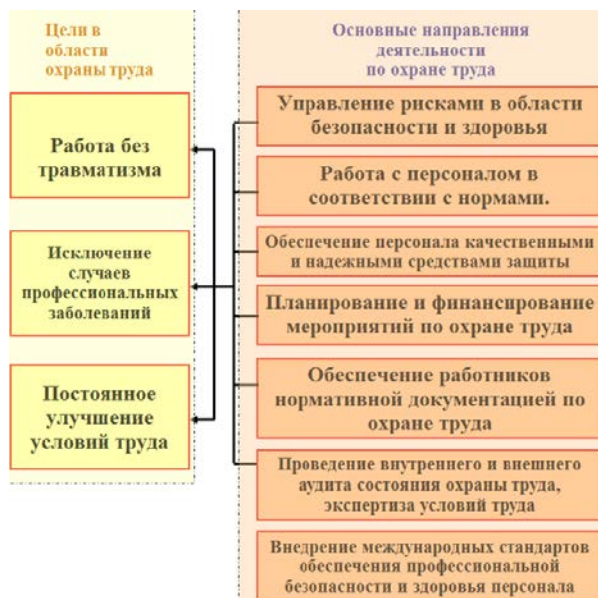 Цели в
области
охраны труда
Работа без
травматизма
Исключение
случаев
профессиональных
заболеваний
Постоянное
улучшение
условий труда
Основные направления
деятельности
по охране труда
Управление рисками в области
безопасности и здоровья
Работа с персоналом в
соответствии с нормами.
Обеспечение персонала качественными
и надежными средствами защиты
Планирование и финансирование
мероприятий по охране труда
Обеспечение работников
нормативной документацией по
охране труда
Проведение внутреннего и внешнего
аудита состояния охраны труда,
экспертиза условий труда
Внедрение международных стандартов
обеспечения профессиональной
безопасности и здоровья персонала